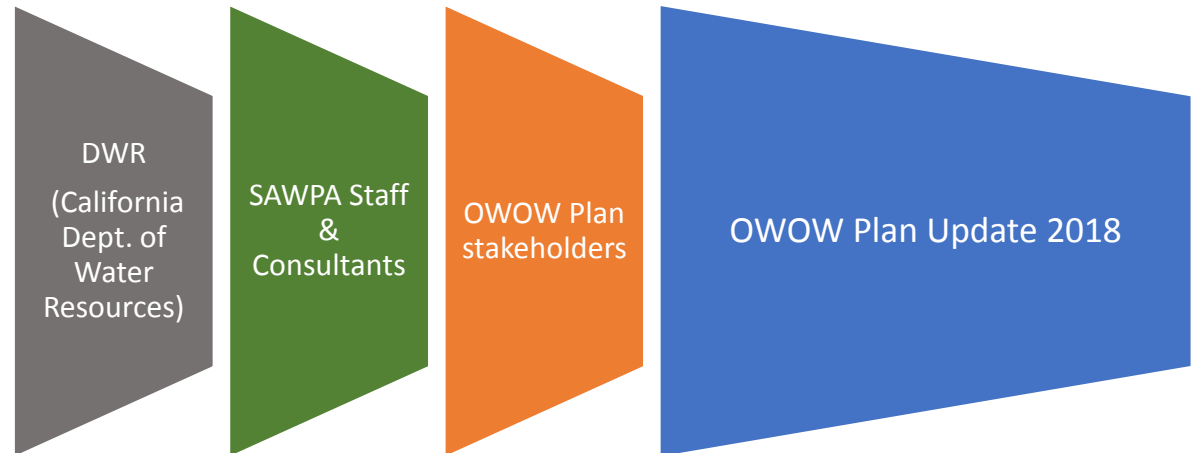 DWR
(California
Dept. of
Water
Resources)
SAWPA Staff
&
Consultants
OWOW Plan
stakeholders
OWOW Plan Update 2018